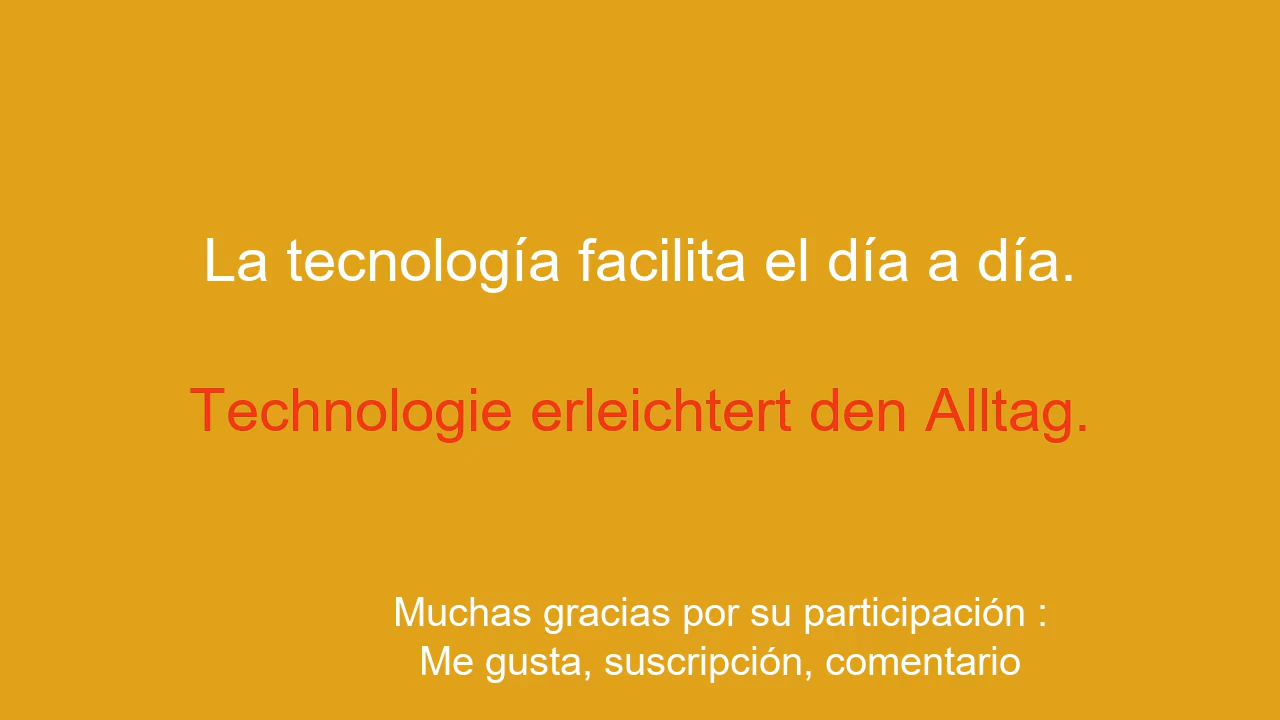 La tecnología facilita el día a día.
Technologie erleichtert den Alltag.
Muchas gracias por su participación :
Me gusta, suscripción, comentario